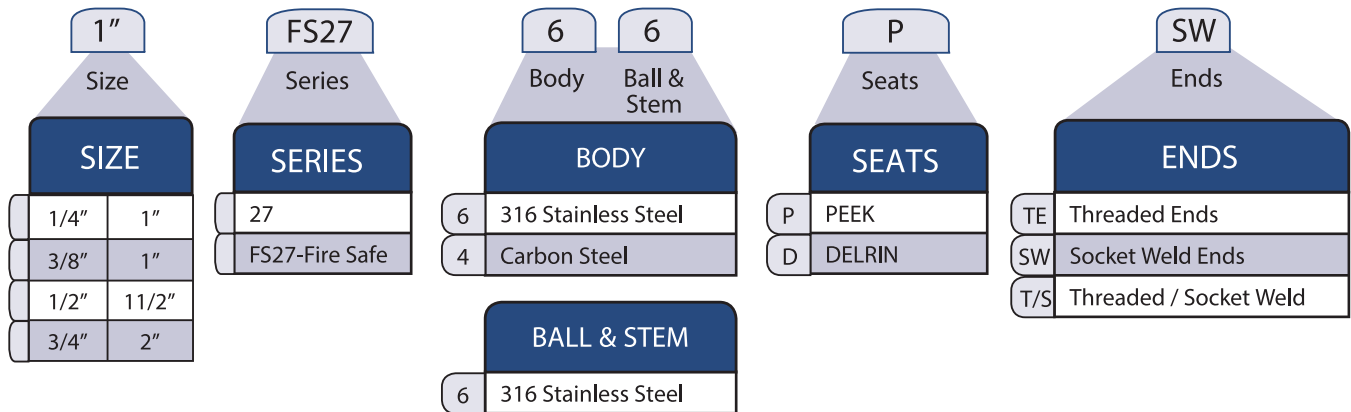 1” FS27 6 6 P SW
Size Series Body Ball & Stem Seats Ends
SIZE
1/4” 1”
3/8” 1”
1/2” 11/2”
3/4” 2”
SERIES
27
FS27-Fire Safe
BODY
6 316 Stainless Steel
4 Carbon Steel
BALL & STEM
6 316 Stainless Steel
SEATS
P PEEK
D DELRIN
ENDS
TE Threaded Ends
SW Socket Weld Ends
T/S Threaded / Socket Weld